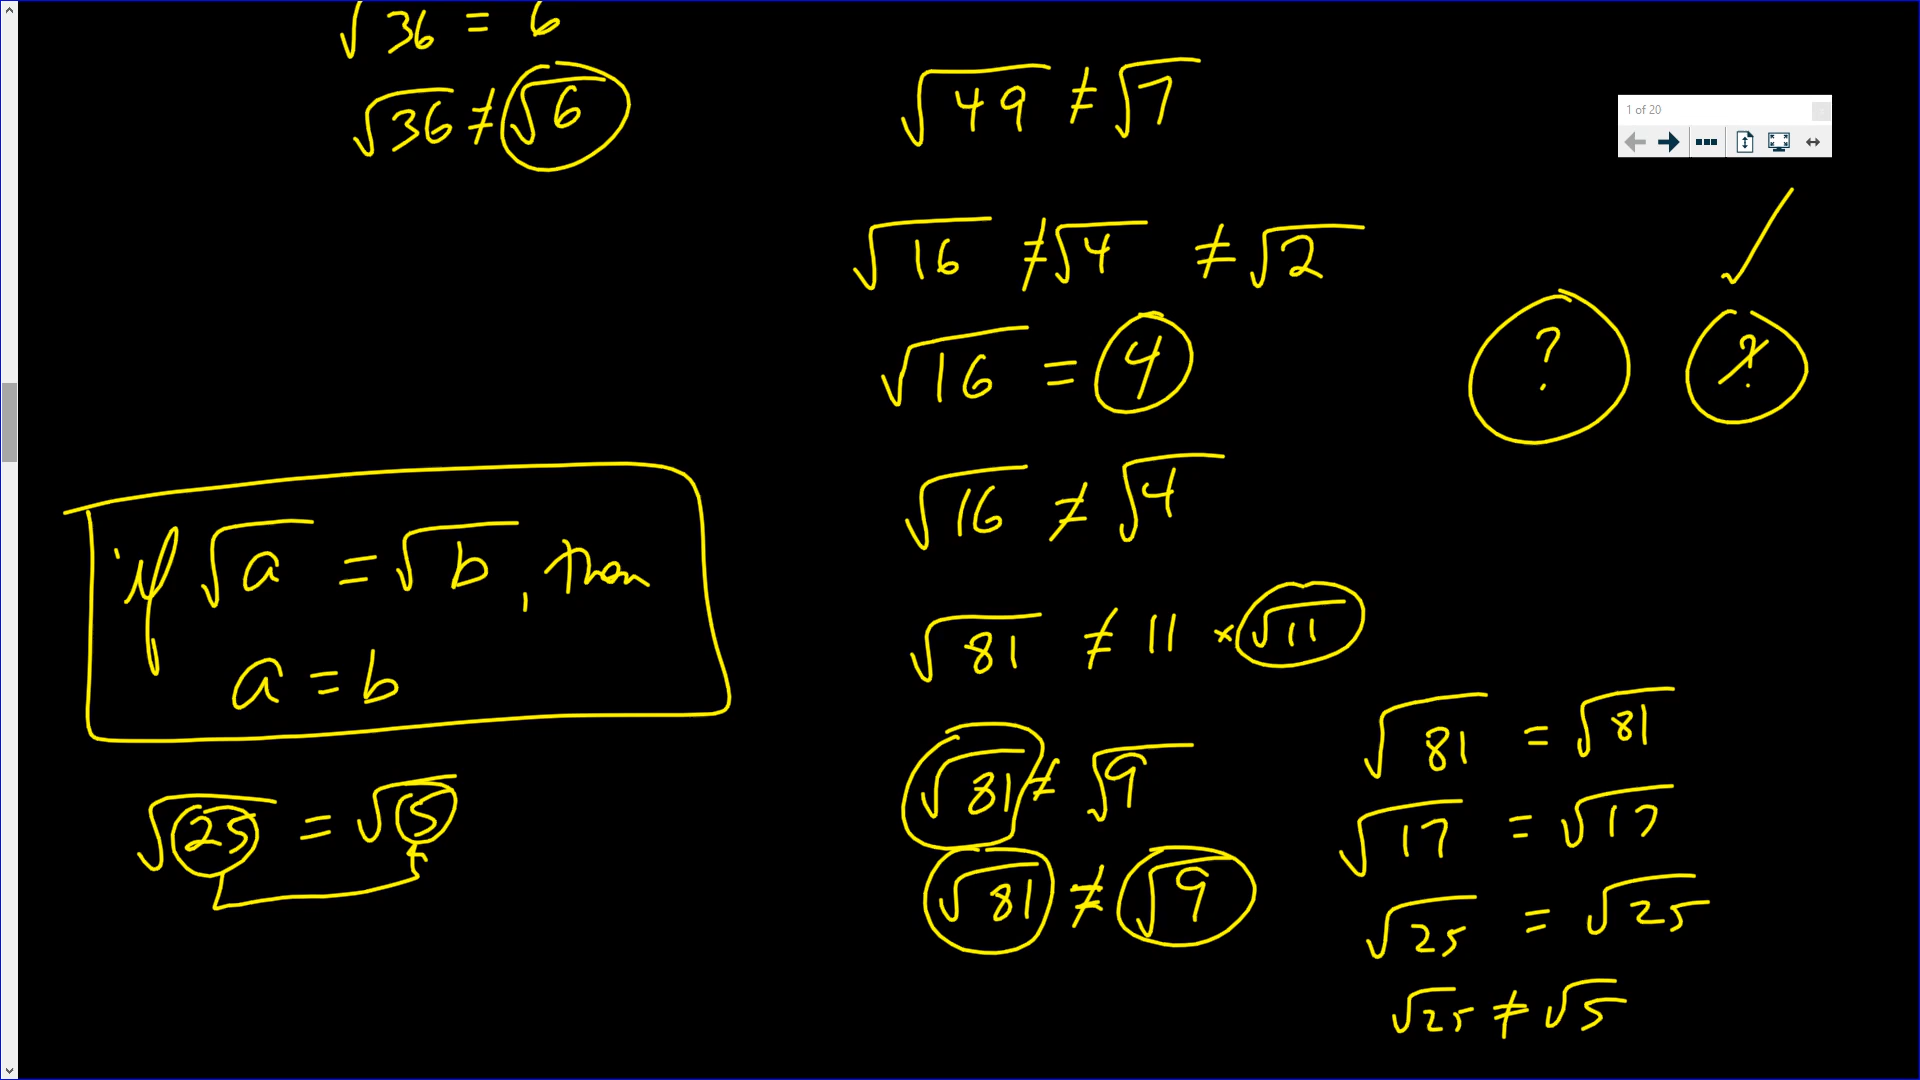 √36 = 6
√36 ≠ √6
√49 ≠ √7
1 of 20
√16 ≠ √4 ≠ √2
√16 = 4
? ?
√16 ≠ √4
if √a = √b, then
a = b
√81 ≠ 11 × √11
√25 = √5
√81 ≠ √9
√81 ≠ √9
√81 = √81
√17 = √17
√25 = √25
√25 ≠ √5